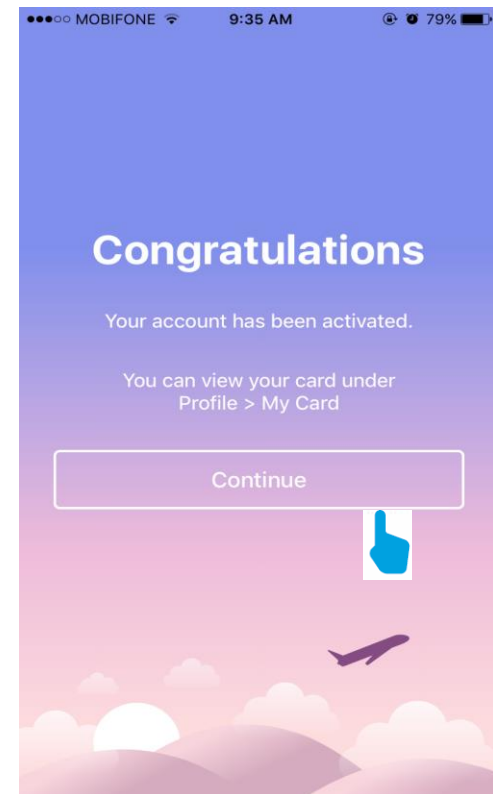 MOBIFONE 9:35 AM 79%
Congratulations
Your account has been activated.
You can view your card under
Profile > My Card
Continue